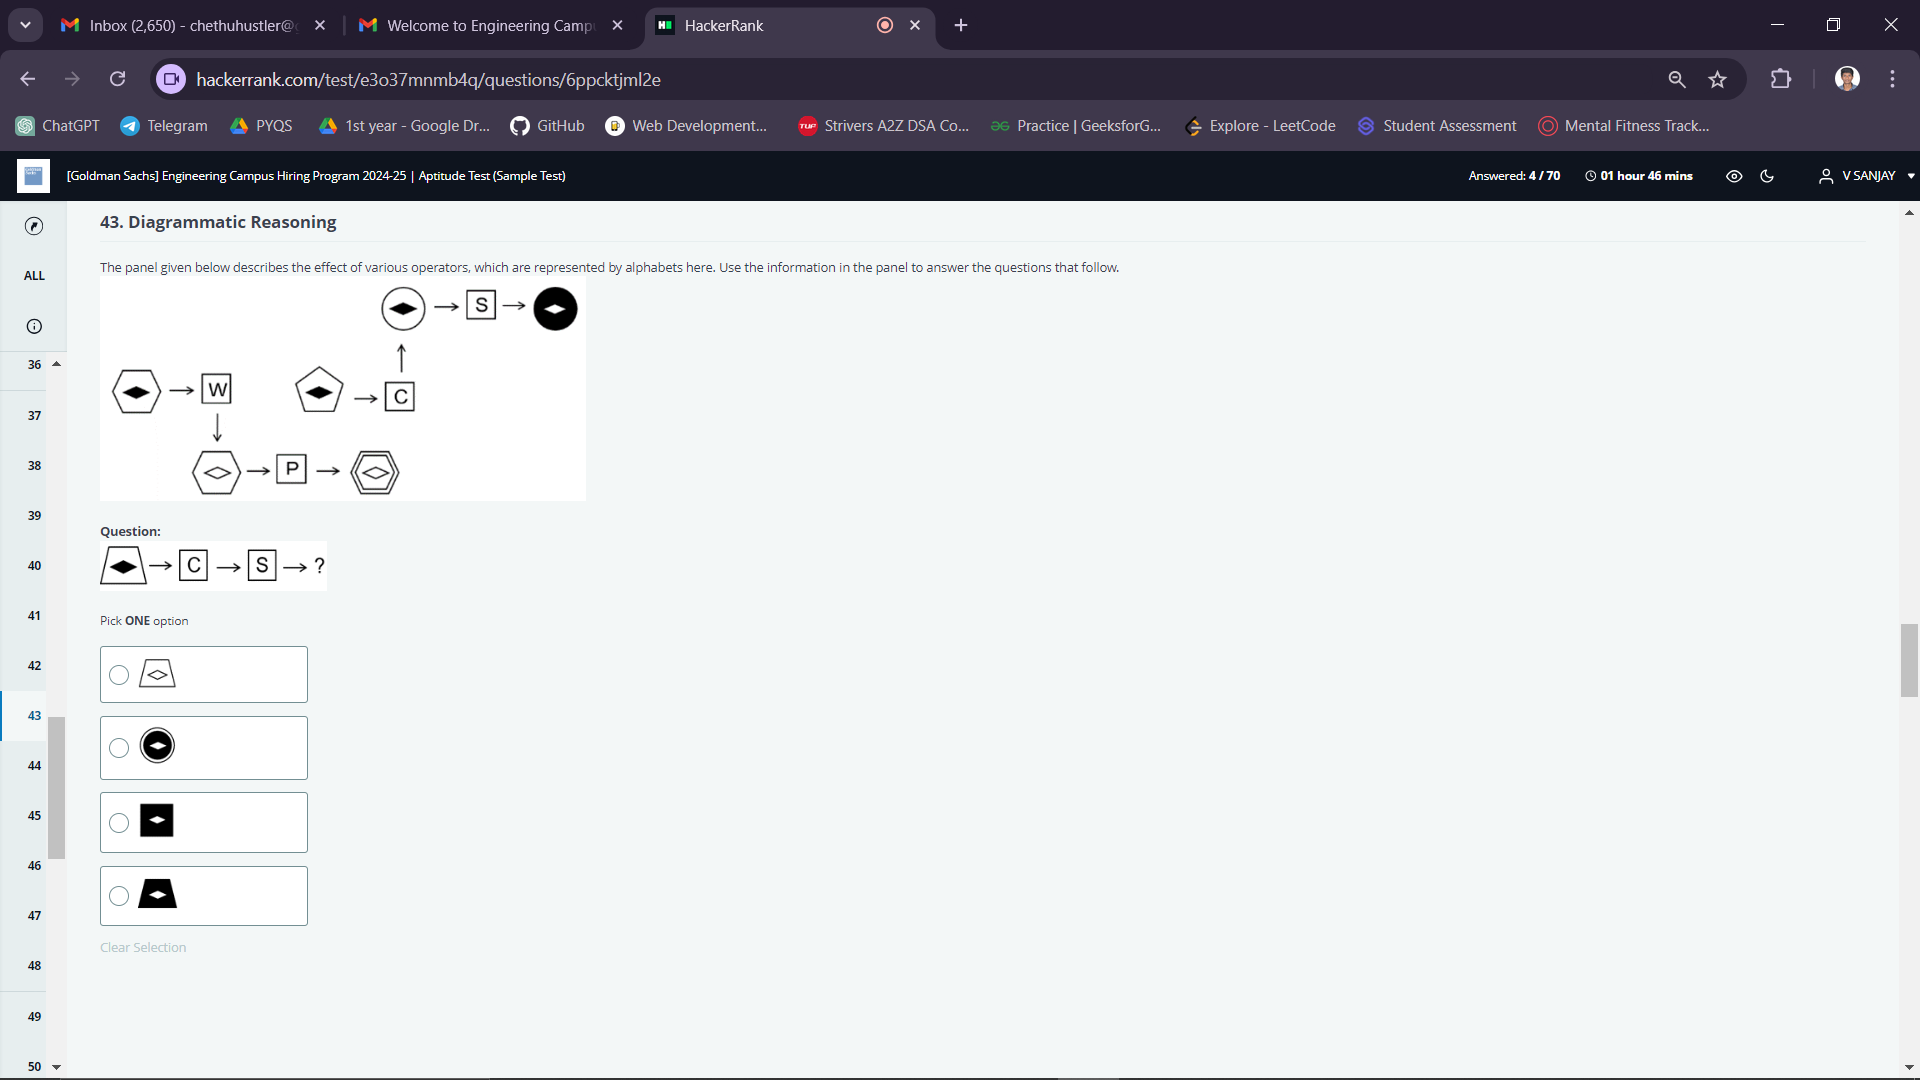 Inbox (2,650) - chethuhustler@
Welcome to Engineering Camp
HackerRank
hackerrank.com/test/e3o37mnmb4q/questions/6ppcktjml2e
ChatGPT
Telegram
PYQS
1st year - Google Dr...
GitHub
Web Development...
TUF
Strivers A2Z DSA Co...
Practice | GeeksforG...
Explore - LeetCode
Student Assessment
Mental Fitness Track...
[Goldman Sachs] Engineering Campus Hiring Program 2024-25 | Aptitude Test (Sample Test)
Answered: 4 / 70
01 hour 46 mins
V SANJAY
ALL
36
37
38
39
40
41
42
43
44
45
46
47
48
49
50
43. Diagrammatic Reasoning
The panel given below describes the effect of various operators, which are represented by alphabets here. Use the information in the panel to answer the questions that follow.
S
W
C
P
Question:
C S ?
Pick ONE option
Clear Selection